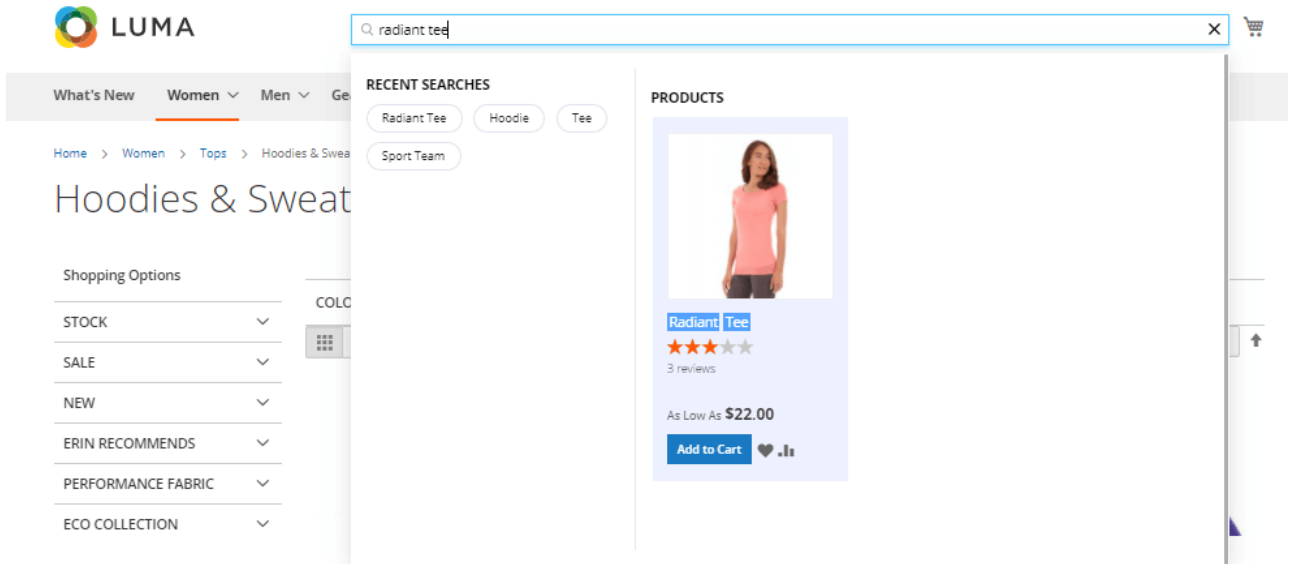 LUMA
radiant tee
What's New Women Men Ge
RECENT SEARCHES
Radiant Tee Hoodie Tee
Sport Team
PRODUCTS
Radiant Tee
3 reviews
As Low As $22.00
Add to Cart
Home > Women > Tops > Hoodies & Swea
Hoodies & Sweat
Shopping Options
COLO
STOCK
SALE
NEW
ERIN RECOMMENDS
PERFORMANCE FABRIC
ECO COLLECTION